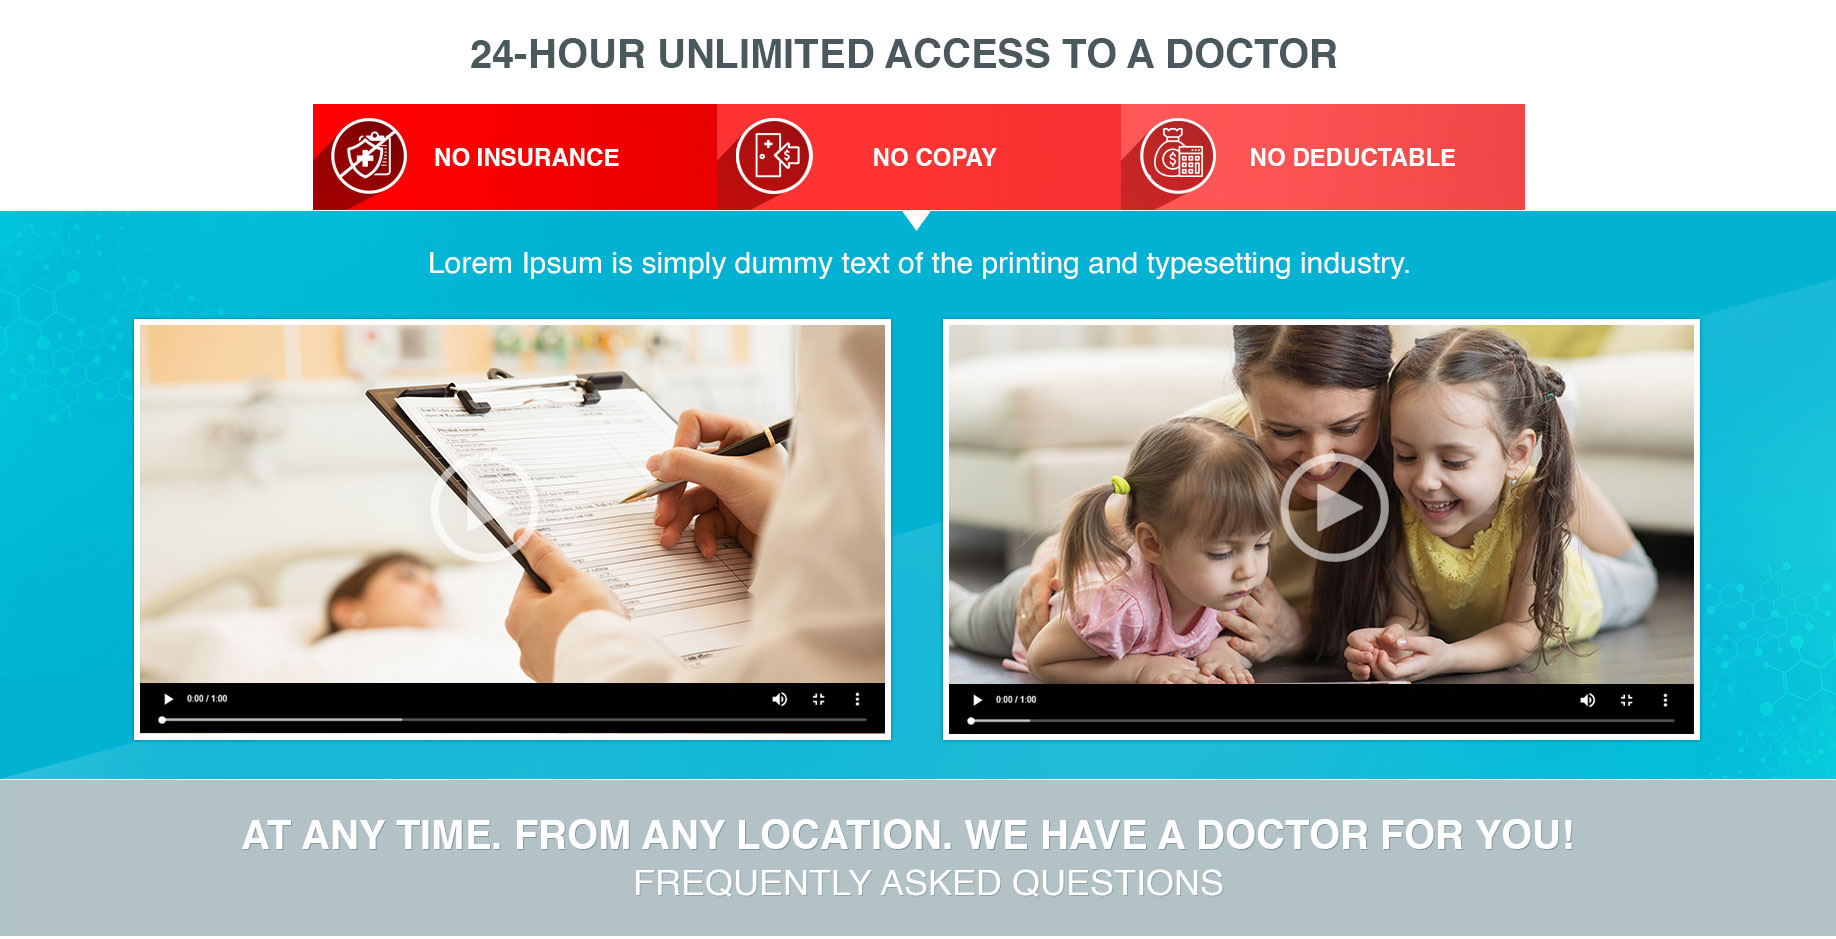 24-HOUR UNLIMITED ACCESS TO A DOCTOR
NO INSURANCE
NO COPAY
NO DEDUCTABLE
Lorem Ipsum is simply dummy text of the printing and typesetting industry.
0:00 / 1:00
0:00 / 1:00
AT ANY TIME. FROM ANY LOCATION. WE HAVE A DOCTOR FOR YOU!
FREQUENTLY ASKED QUESTIONS